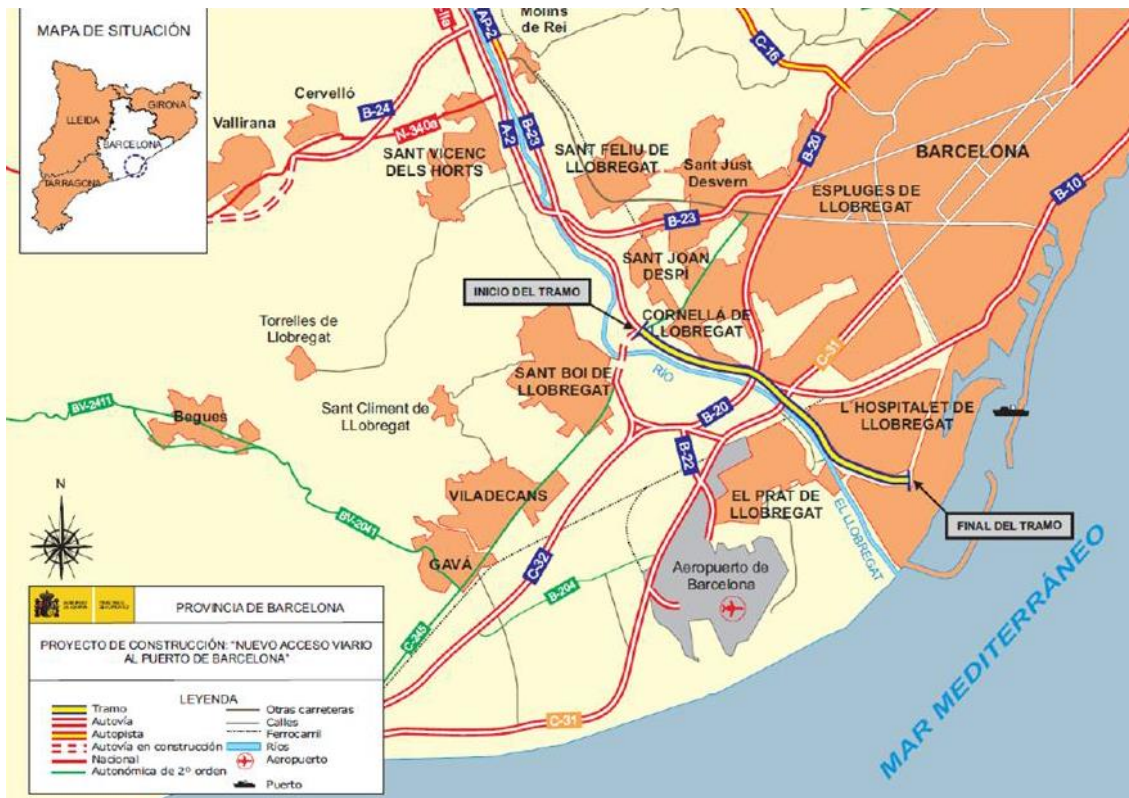 MAPA DE SITUACIÓN
LLEIDA
GIRONA
BARCELONA
TARRAGONA
AP-2
Molins
de Rei
C-16
B-24
Cervelló
Vallirana
N-340a
A-2
B-23
SANT VICENC
DELS HORTS
SANT FELIU DE
LLOBREGAT
Sant Just
Desvern
B-20
BARCELONA
ESPLUGES DE
LLOBREGAT
B-10
B-23
SANT JOAN
DESPÍ
INICIO DEL TRAMO
CORNELLÁ DE
LLOBREGAT
C-31
Torrelles de
Llobregat
SANT BOI DE
LLOBREGAT
RÍO
BV-2411
Begues
Sant Climent de
LLobregat
B-20
B-22
L´HOSPITALET DE
LLOBREGAT
N
VILADECANS
EL PRAT DE
LLOBREGAT
EL LLOBREGAT
FINAL DEL TRAMO
BV-2041
GAVÁ
C-32
Aeropuerto de
Barcelona
B-204
C-245
C-31
MAR MEDITERRÁNEO
PROVINCIA DE BARCELONA
PROYECTO DE CONSTRUCCIÓN: "NUEVO ACCESO VIARIO
AL PUERTO DE BARCELONA"
LEYENDA
Tramo
Autovía
Autopista
Autovía en construcción
Nacional
Autonómica de 2º orden
Otras carreteras
Calles
Ferrocarril
Ríos
Aeropuerto
Puerto